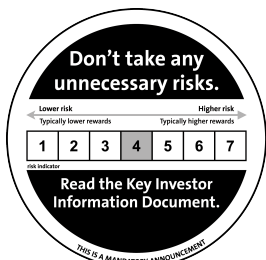 Don't take any
unnecessary risks.
Lower risk Higher risk
Typically lower rewards Typically higher rewards
1 2 3 4 5 6 7
risk indicator
Read the Key Investor
Information Document.
THIS IS A MANDATORY ANNOUNCEMENT